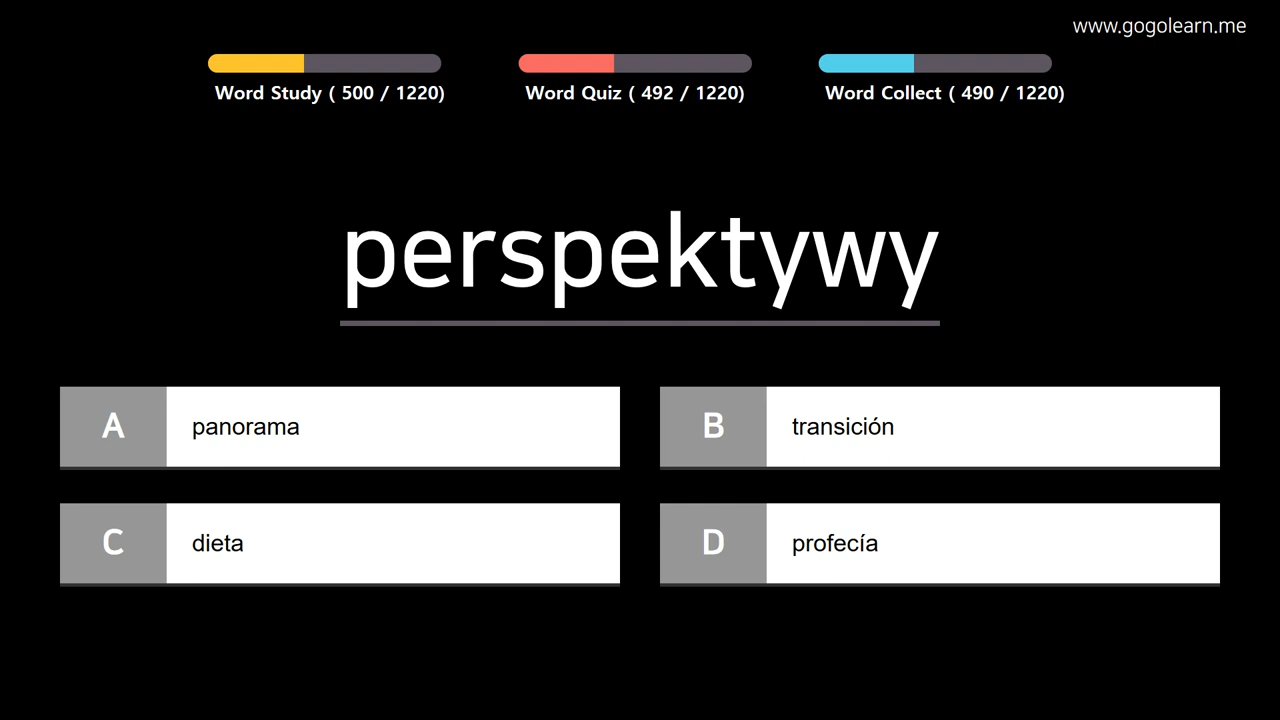 www.gogolearn.me
Word Study ( 500 / 1220)
Word Quiz ( 492 / 1220)
Word Collect ( 490 / 1220)
perspektywy
A panorama
B transición
C dieta
D profecía